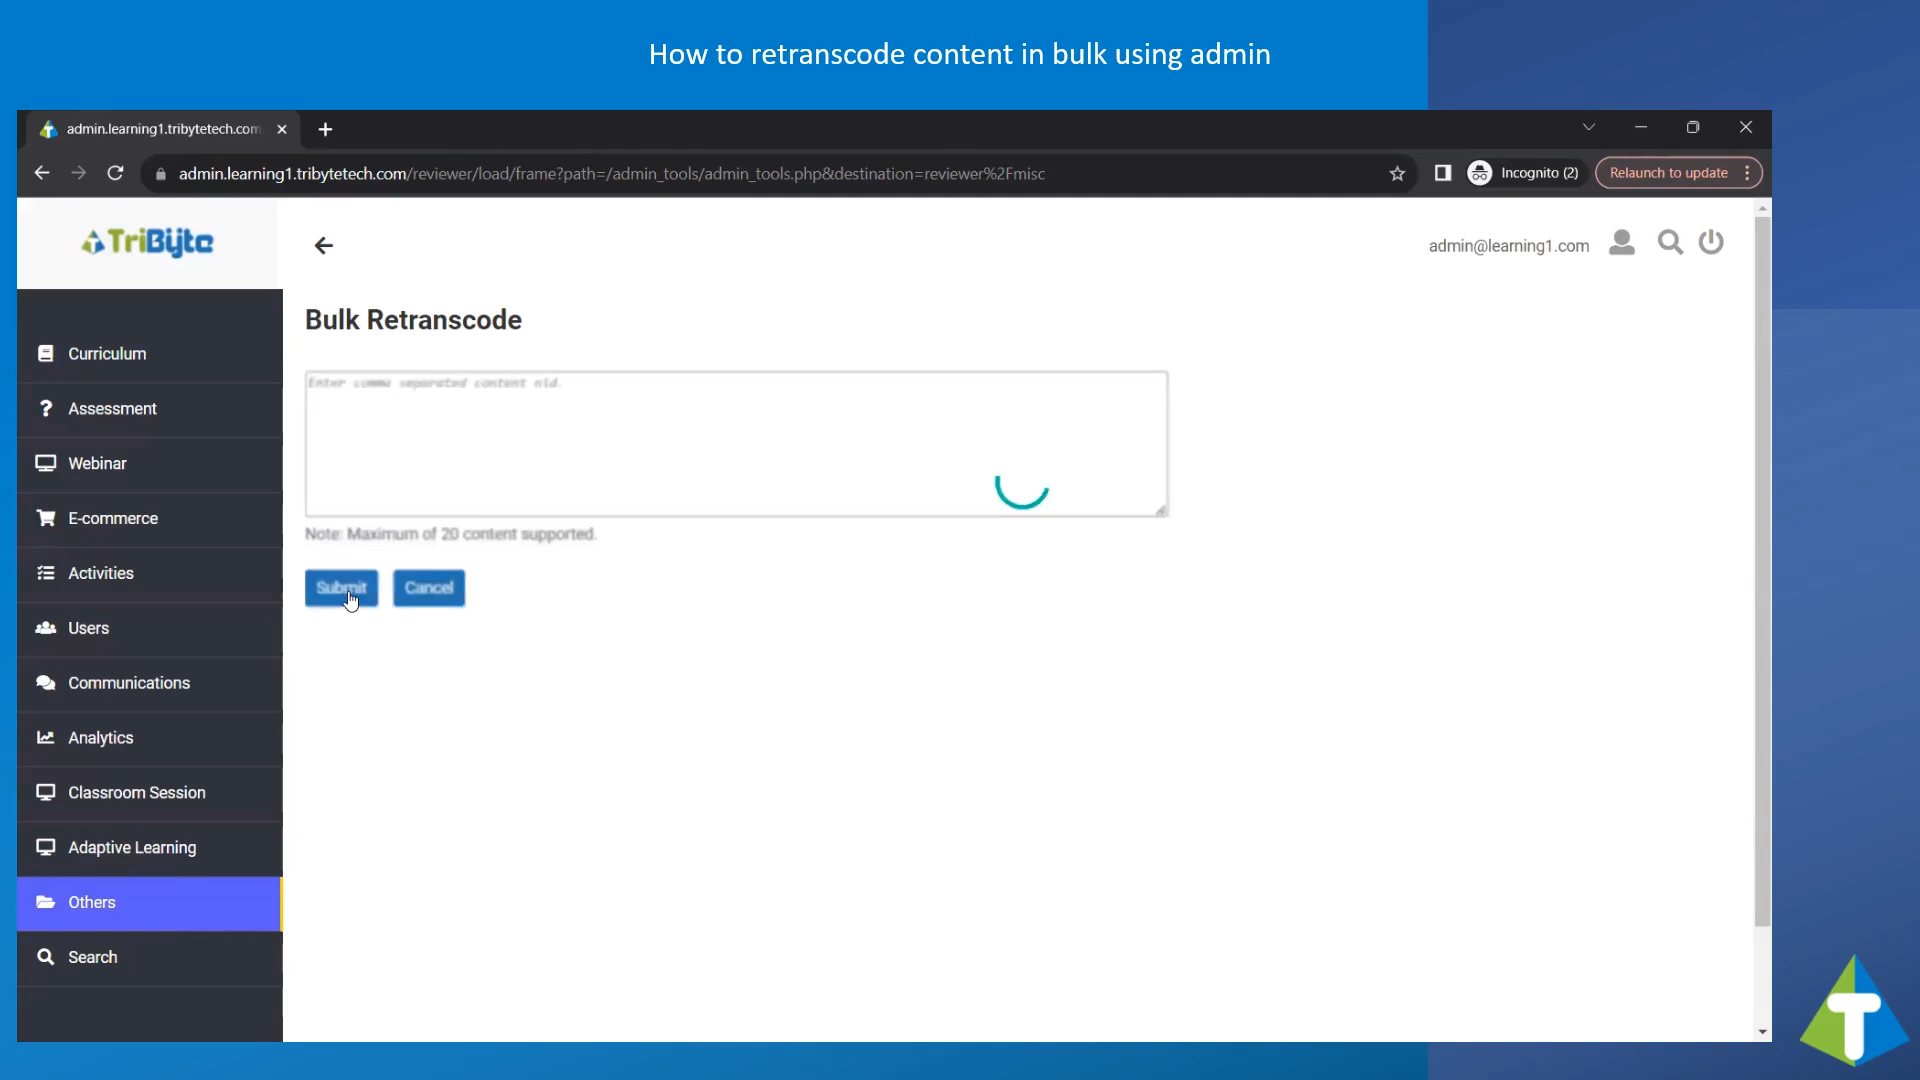 How to retranscode content in bulk using admin
admin.learning1.tribytetech.com
admin.learning1.tribytetech.com/reviewer/load/frame?path=/admin_tools/admin_tools.php&destination=reviewer%2Fmisc
Incognito (2)
Relaunch to update
TriByte
admin@learning1.com
Bulk Retranscode
Enter comma separated content nid.
Note: Maximum of 20 content supported.
Submit
Cancel
Curriculum
Assessment
Webinar
E-commerce
Activities
Users
Communications
Analytics
Classroom Session
Adaptive Learning
Others
Search
T